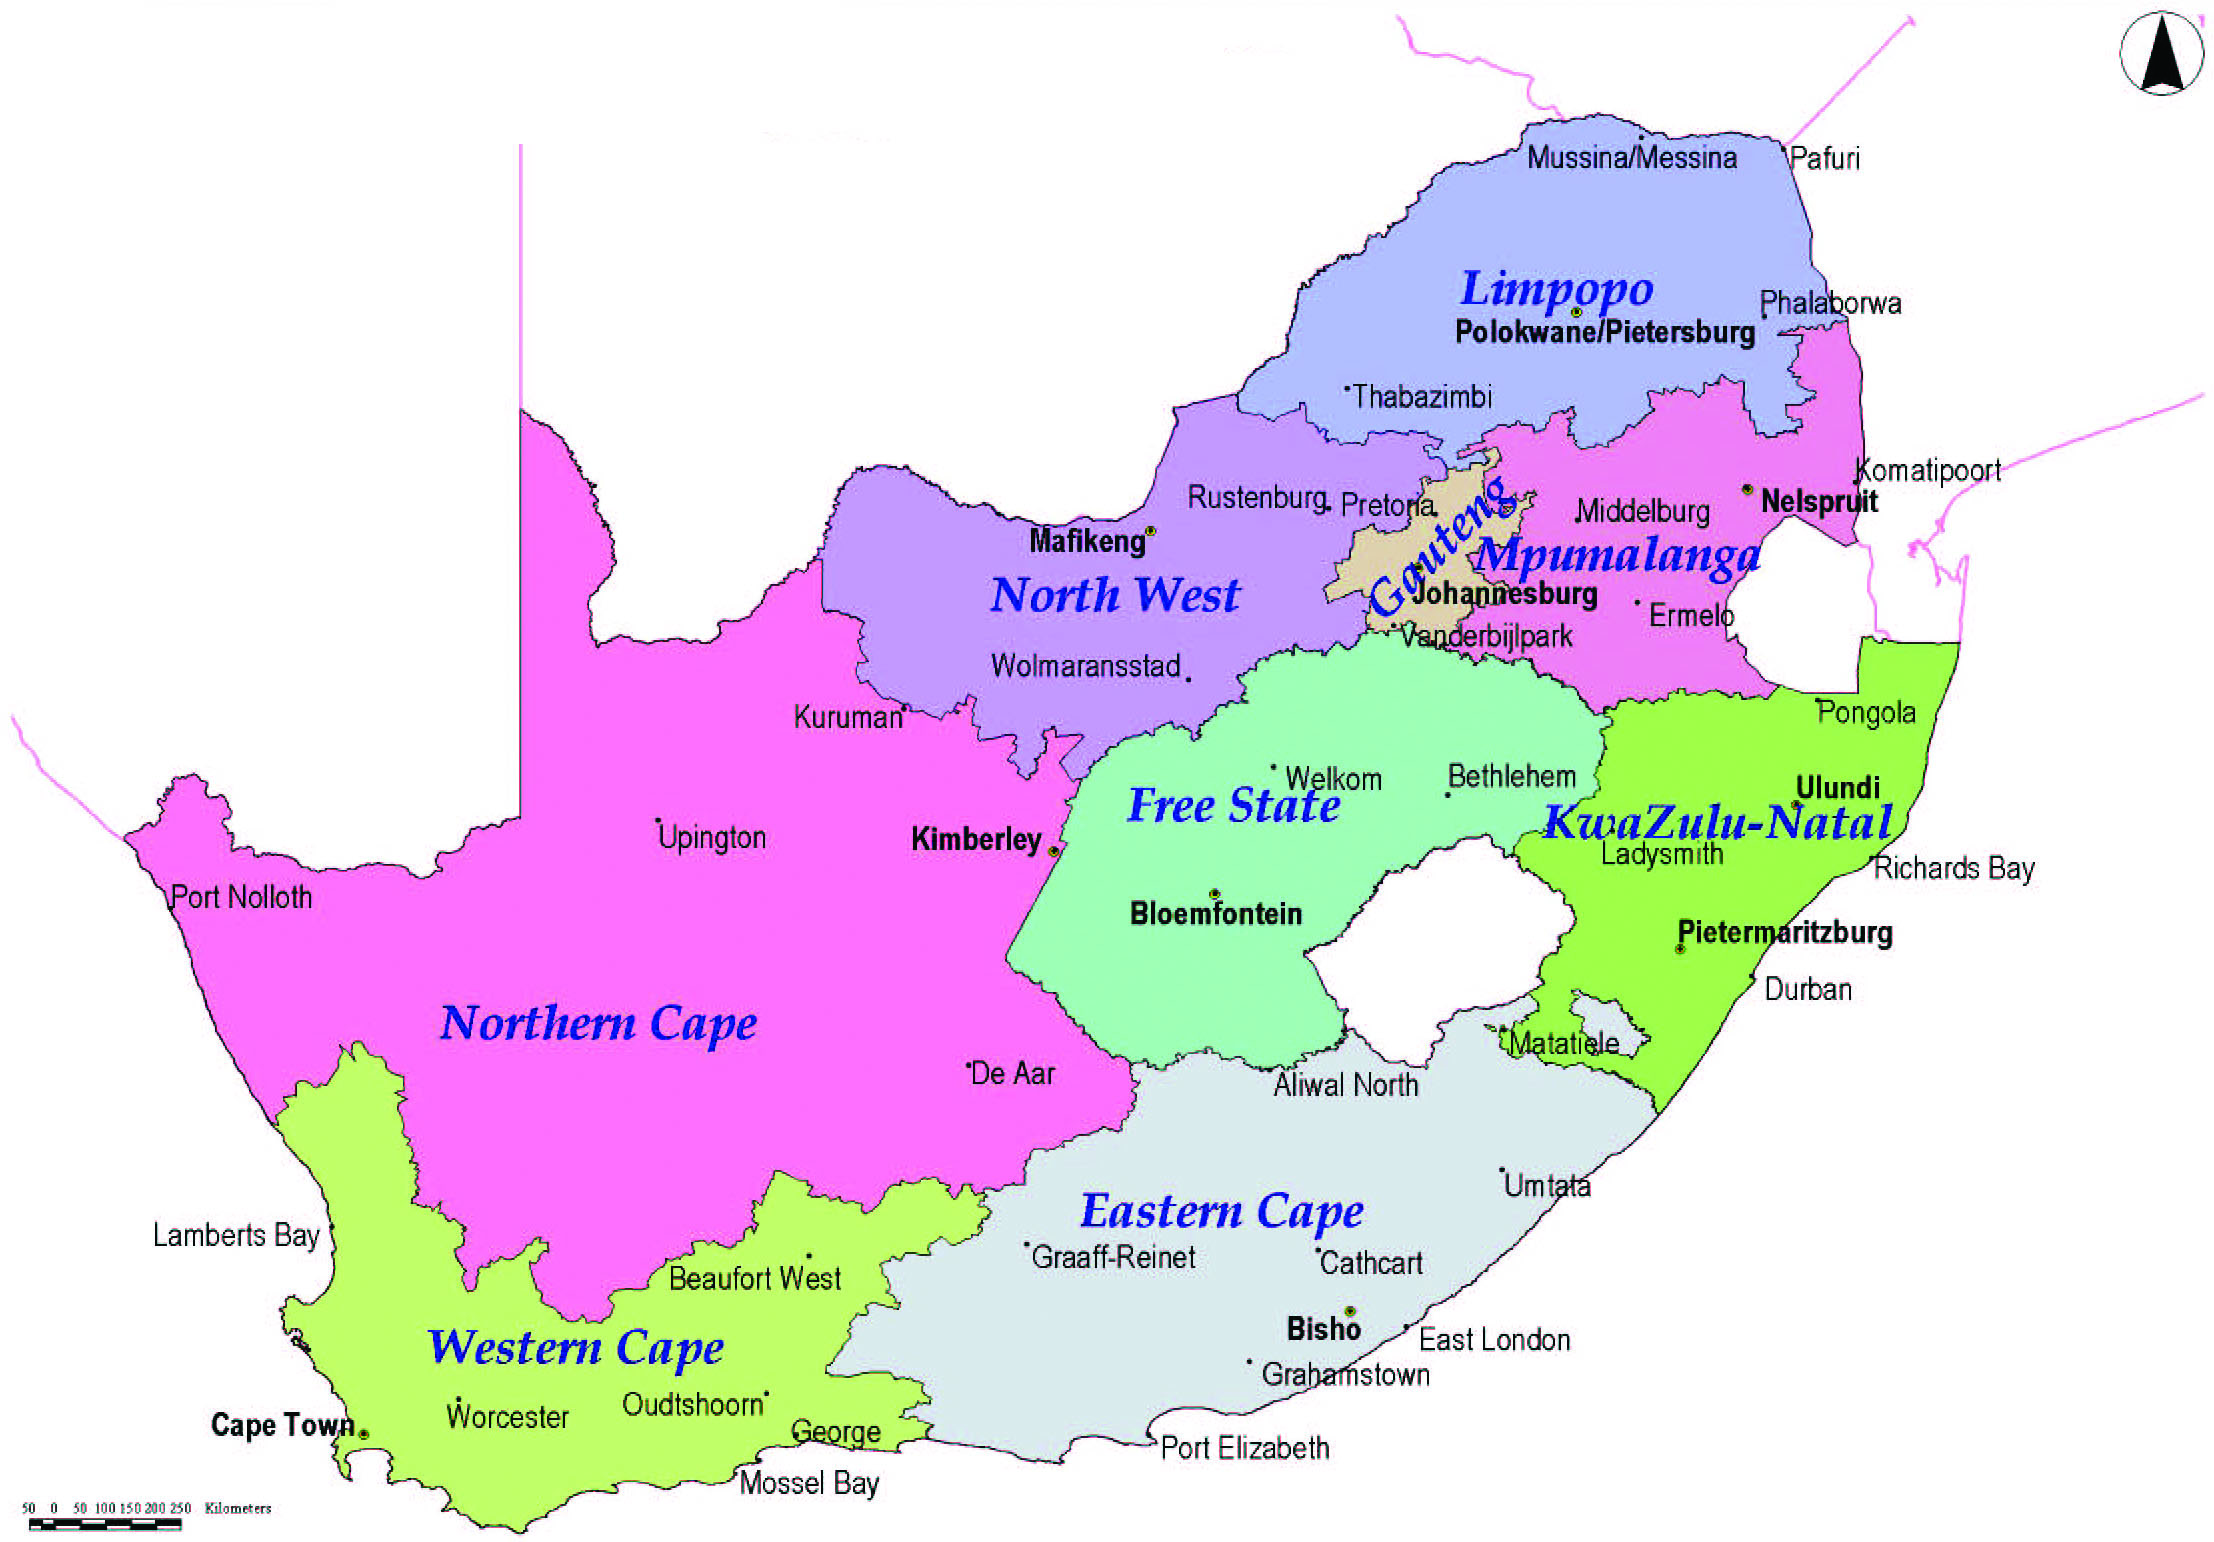 Mussina/Messina
Pafuri
Limpopo
Phalaborwa
Polokwane/Pietersburg
Thabazimbi
Komatipoort
Rustenburg
Pretoria
Gauteng
Middelburg
Nelspruit
Mafikeng
Mpumalanga
North West
Johannesburg
Ermelo
Vanderbijlpark
Wolmaransstad
Kuruman
Pongola
Welkom
Bethlehem
Ulundi
Free State
KwaZulu-Natal
Upington
Kimberley
Ladysmith
Richards Bay
Port Nolloth
Bloemfontein
Pietermaritzburg
Durban
Northern Cape
Matatiele
De Aar
Aliwal North
Umtata
Eastern Cape
Lamberts Bay
Graaff-Reinet
Cathcart
Beaufort West
Bisho
East London
Western Cape
Grahamstown
Oudtshoorn
Worcester
Cape Town
George
Port Elizabeth
Mossel Bay
50 0 50 100 150 200 250 Kilometers